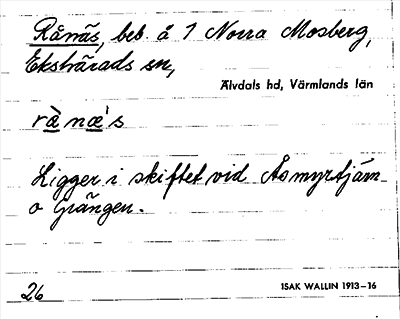 Rånäs, beb. å 1 Norra Mosberg,
Ekshärads sn,
Älvdals hd, Värmlands län
rå næ's
Ligger i skiftet vid Åsmyrtjärn
o Grängen.
26
ISAK WALLIN 1913-16